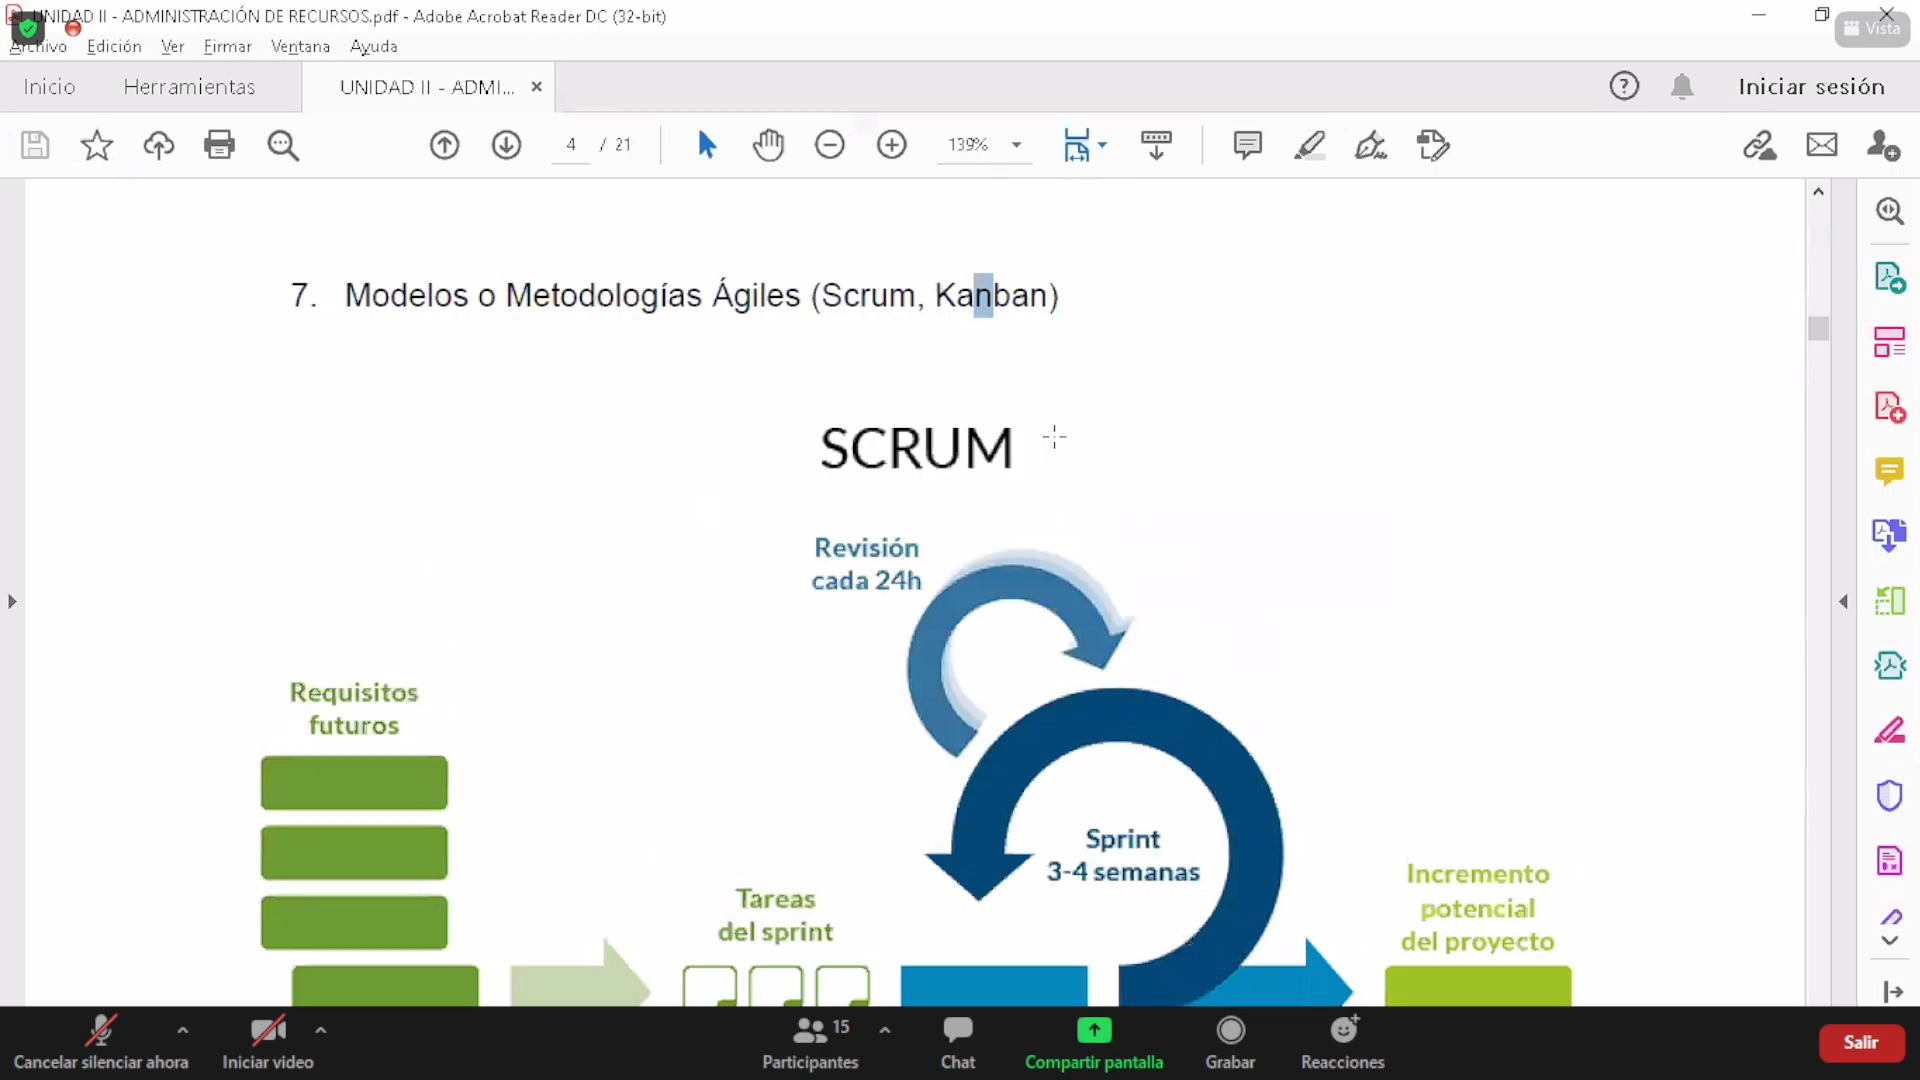 UNIDAD II - ADMINISTRACIÓN DE RECURSOS.pdf - Adobe Acrobat Reader DC (32-bit)
Vista
Archivo Edición Ver Firmar Ventana Ayuda
Inicio Herramientas UNIDAD II - ADMI... Iniciar sesión
4 / 21 139%
7. Modelos o Metodologías Ágiles (Scrum, Kanban)
SCRUM
Revisión
cada 24h
Requisitos
futuros
Sprint
3-4 semanas
Tareas
del sprint
Incremento
potencial
del proyecto
15
Cancelar silenciar ahora Iniciar video Participantes Chat Compartir pantalla Grabar Reacciones Salir